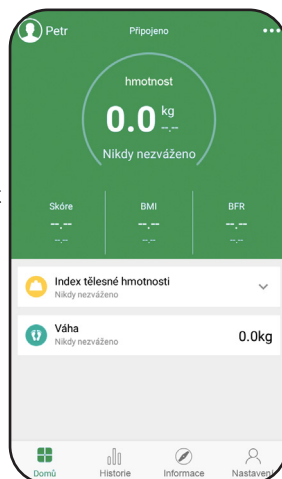 Petr
Připojeno
hmotnost
0.0 kg
--.--
Nikdy nezváženo
Skóre BMI BFR
--.-- --.-- --.--
--.-- --.-- --.--
Index tělesné hmotnosti
Nikdy nezváženo
Váha
Nikdy nezváženo
0.0kg
Domů Historie Informace Nastavení